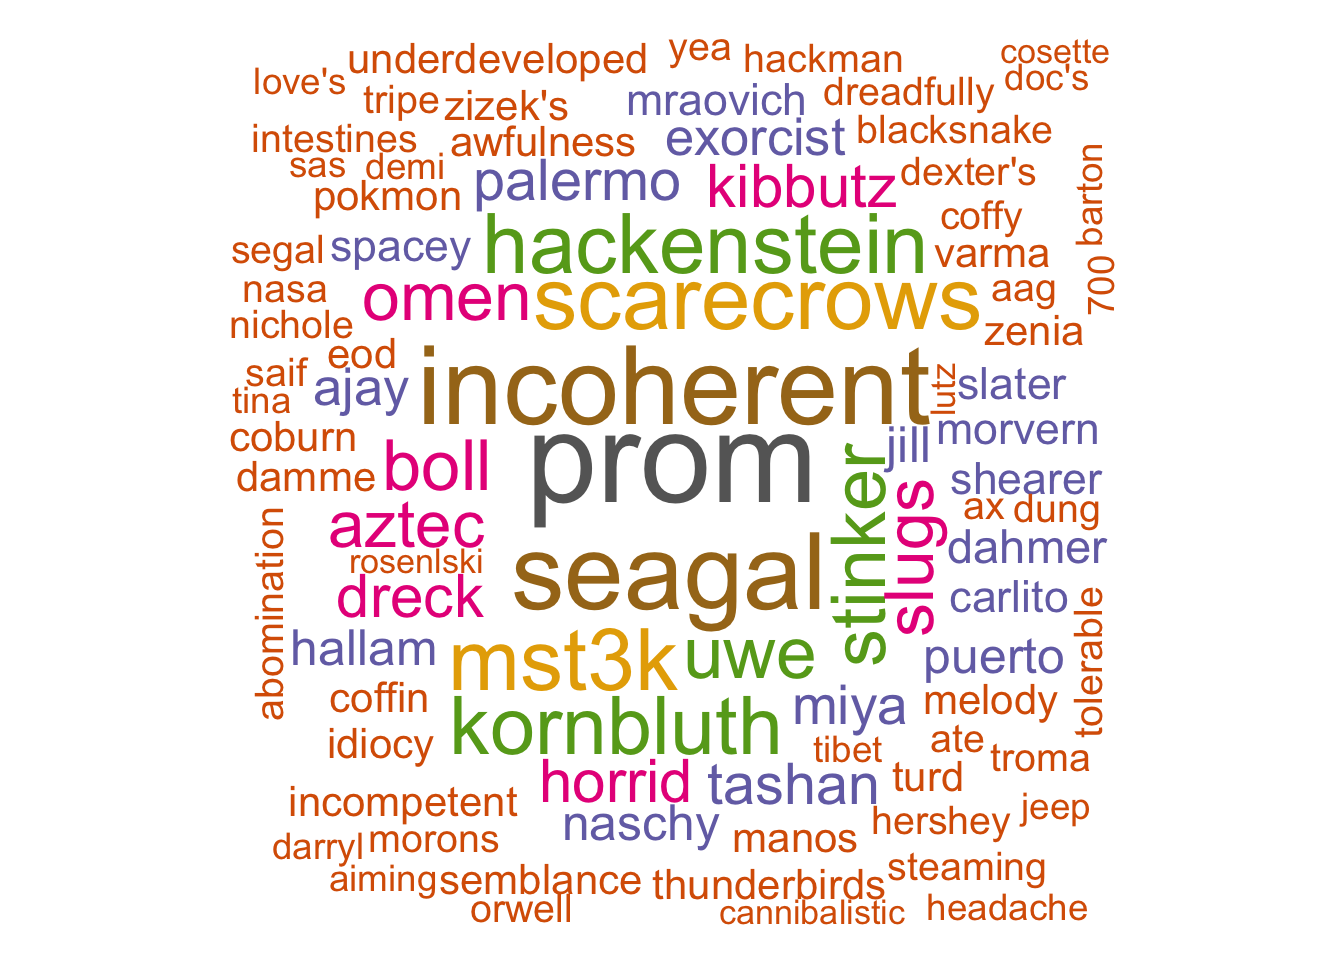 underdeveloped
yea
hackman
cosette
love's
doc's
tripe
zizek's
mraovich
dreadfully
intestines
awfulness
exorcist
blacksnake
sas
demi
palermo
kibbutz
dexter's
pokmon
coffy
barton
segal
spacey
hackenstein
varma
nasa
omen
scarecrows
aag
700
nichole
zenia
eod
saif
ajay
incoherent
lutz
slater
tina
coburn
prom
jill
morvern
damme
boll
stinker
slugs
shearer
aztec
ax
dung
rosenlski
dahmer
abomination
dreck
seagal
carlito
hallam
mst3k
uwe
puerto
tolerable
coffin
kornbluth
miya
melody
idiocy
tibet
ate
troma
horrid
tashan
turd
incompetent
naschy
hershey
jeep
darryl
morons
manos
aiming
semblance
thunderbirds
steaming
orwell
cannibalistic
headache